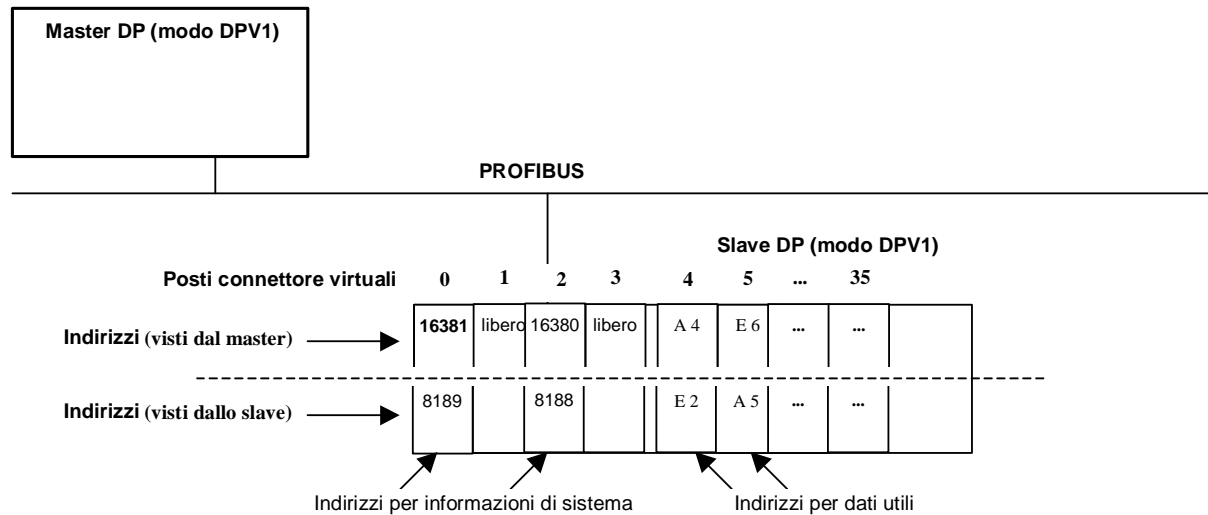 Master DP (modo DPV1)
PROFIBUS
Slave DP (modo DPV1)
Posti connettore virtuali 0 1 2 3 4 5 ... 35
Indirizzi (visti dal master) 16381 libero 16380 libero A 4 E 6 ... ...
Indirizzi (visti dallo slave) 8189 8188 E 2 A 5 ... ...
Indirizzi per informazioni di sistema Indirizzi per dati utili